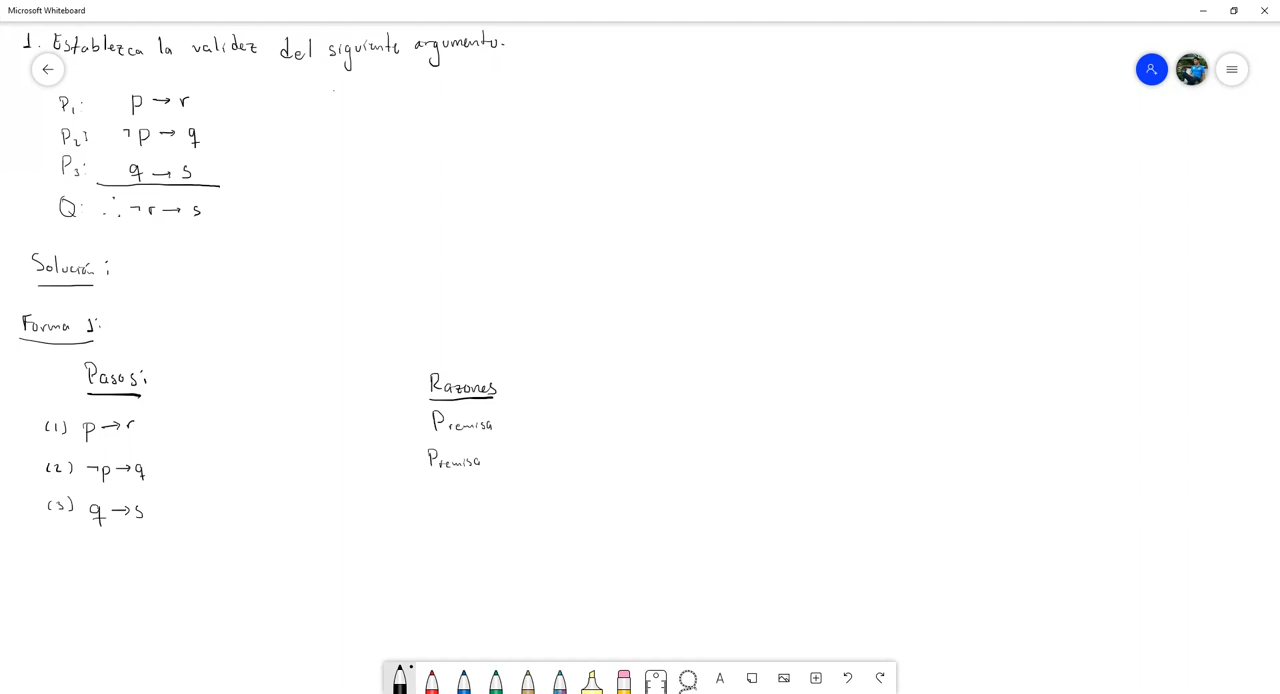 Microsoft Whiteboard
1. Establezca la validez del siguiente argumento.
P₁: p → r
P₂: ¬p → q
P₃: q → s
Q: ∴ ¬r → s
Solución:
Forma 1:
Pasos: Razones
(1) p → r Premisa
(2) ¬p → q Premisa
(3) q → s